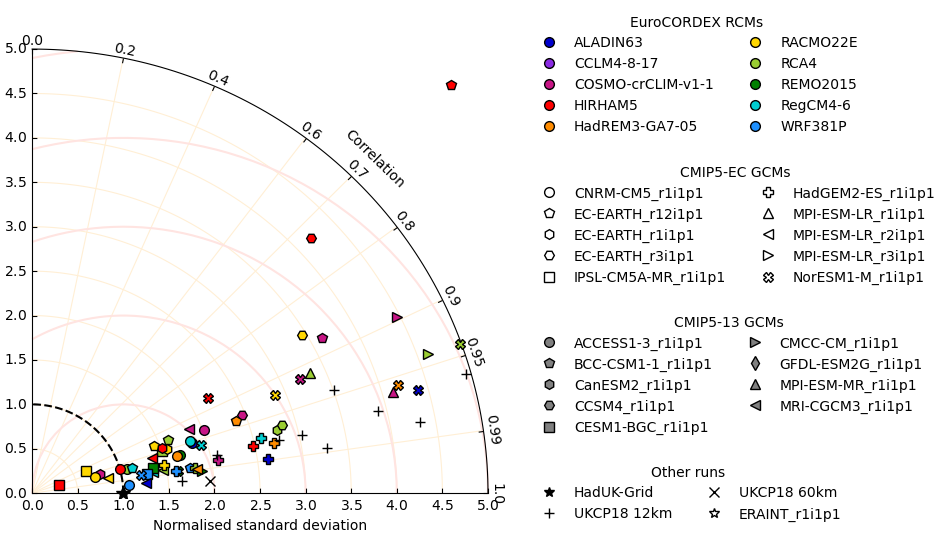 EuroCORDEX RCMs
ALADIN63
CCLM4-8-17
COSMO-crCLIM-v1-1
HIRHAM5
HadREM3-GA7-05
RACMO22E
RCA4
REMO2015
RegCM4-6
WRF381P
CMIP5-EC GCMs
CNRM-CM5_r1i1p1
EC-EARTH_r12i1p1
EC-EARTH_r1i1p1
EC-EARTH_r3i1p1
IPSL-CM5A-MR_r1i1p1
HadGEM2-ES_r1i1p1
MPI-ESM-LR_r1i1p1
MPI-ESM-LR_r2i1p1
MPI-ESM-LR_r3i1p1
NorESM1-M_r1i1p1
CMIP5-13 GCMs
ACCESS1-3_r1i1p1
BCC-CSM1-1_r1i1p1
CanESM2_r1i1p1
CCSM4_r1i1p1
CESM1-BGC_r1i1p1
CMCC-CM_r1i1p1
GFDL-ESM2G_r1i1p1
MPI-ESM-MR_r1i1p1
MRI-CGCM3_r1i1p1
Other runs
HadUK-Grid
UKCP18 12km
UKCP18 60km
ERAINT_r1i1p1
0.0
0.2
0.4
0.6
Correlation
0.7
0.8
0.9
0.95
0.99
1.0
5.0
4.5
4.0
3.5
3.0
2.5
2.0
1.5
1.0
0.5
0.0
0.0 0.5 1.0 1.5 2.0 2.5 3.0 3.5 4.0 4.5 5.0
Normalised standard deviation